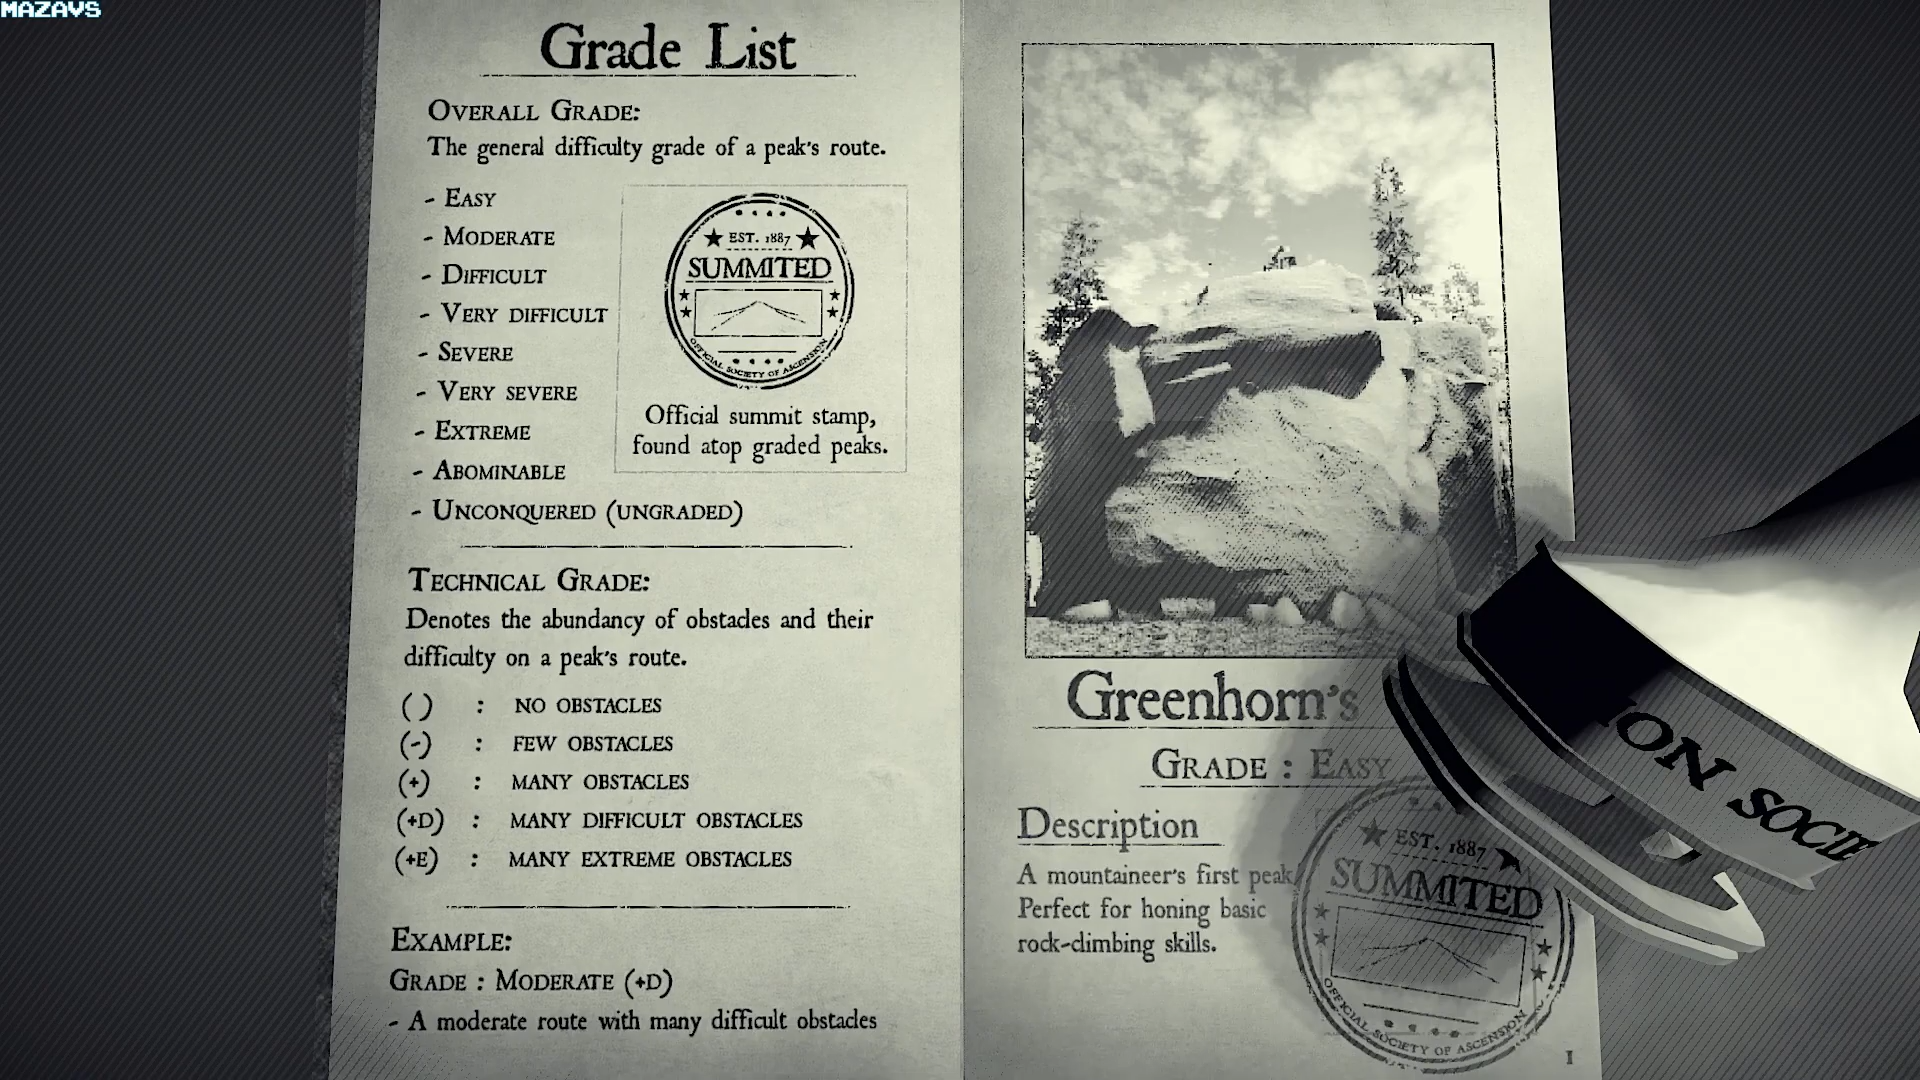 MAZAVS
Grade List
OVERALL GRADE:
The general difficulty grade of a peak's route.
- EASY
- MODERATE
- DIFFICULT
- VERY DIFFICULT
- SEVERE
- VERY SEVERE
- EXTREME
- ABOMINABLE
- UNCONQUERED (UNGRADED)
EST. 1887
SUMMITED
OFFICIAL SOCIETY OF ASCENSION
Official summit stamp,
found atop graded peaks.
TECHNICAL GRADE:
Denotes the abundancy of obstacles and their
difficulty on a peak's route.
( ) : NO OBSTACLES
(-) : FEW OBSTACLES
(+) : MANY OBSTACLES
(+D) : MANY DIFFICULT OBSTACLES
(+E) : MANY EXTREME OBSTACLES
EXAMPLE:
GRADE : MODERATE (+D)
- A moderate route with many difficult obstacles
Greenhorn's
GRADE : EASY
Description
A mountaineer's first peak
Perfect for honing basic
rock-climbing skills.
EST. 1887
SUMMITED
OFFICIAL SOCIETY OF ASCENSION
I